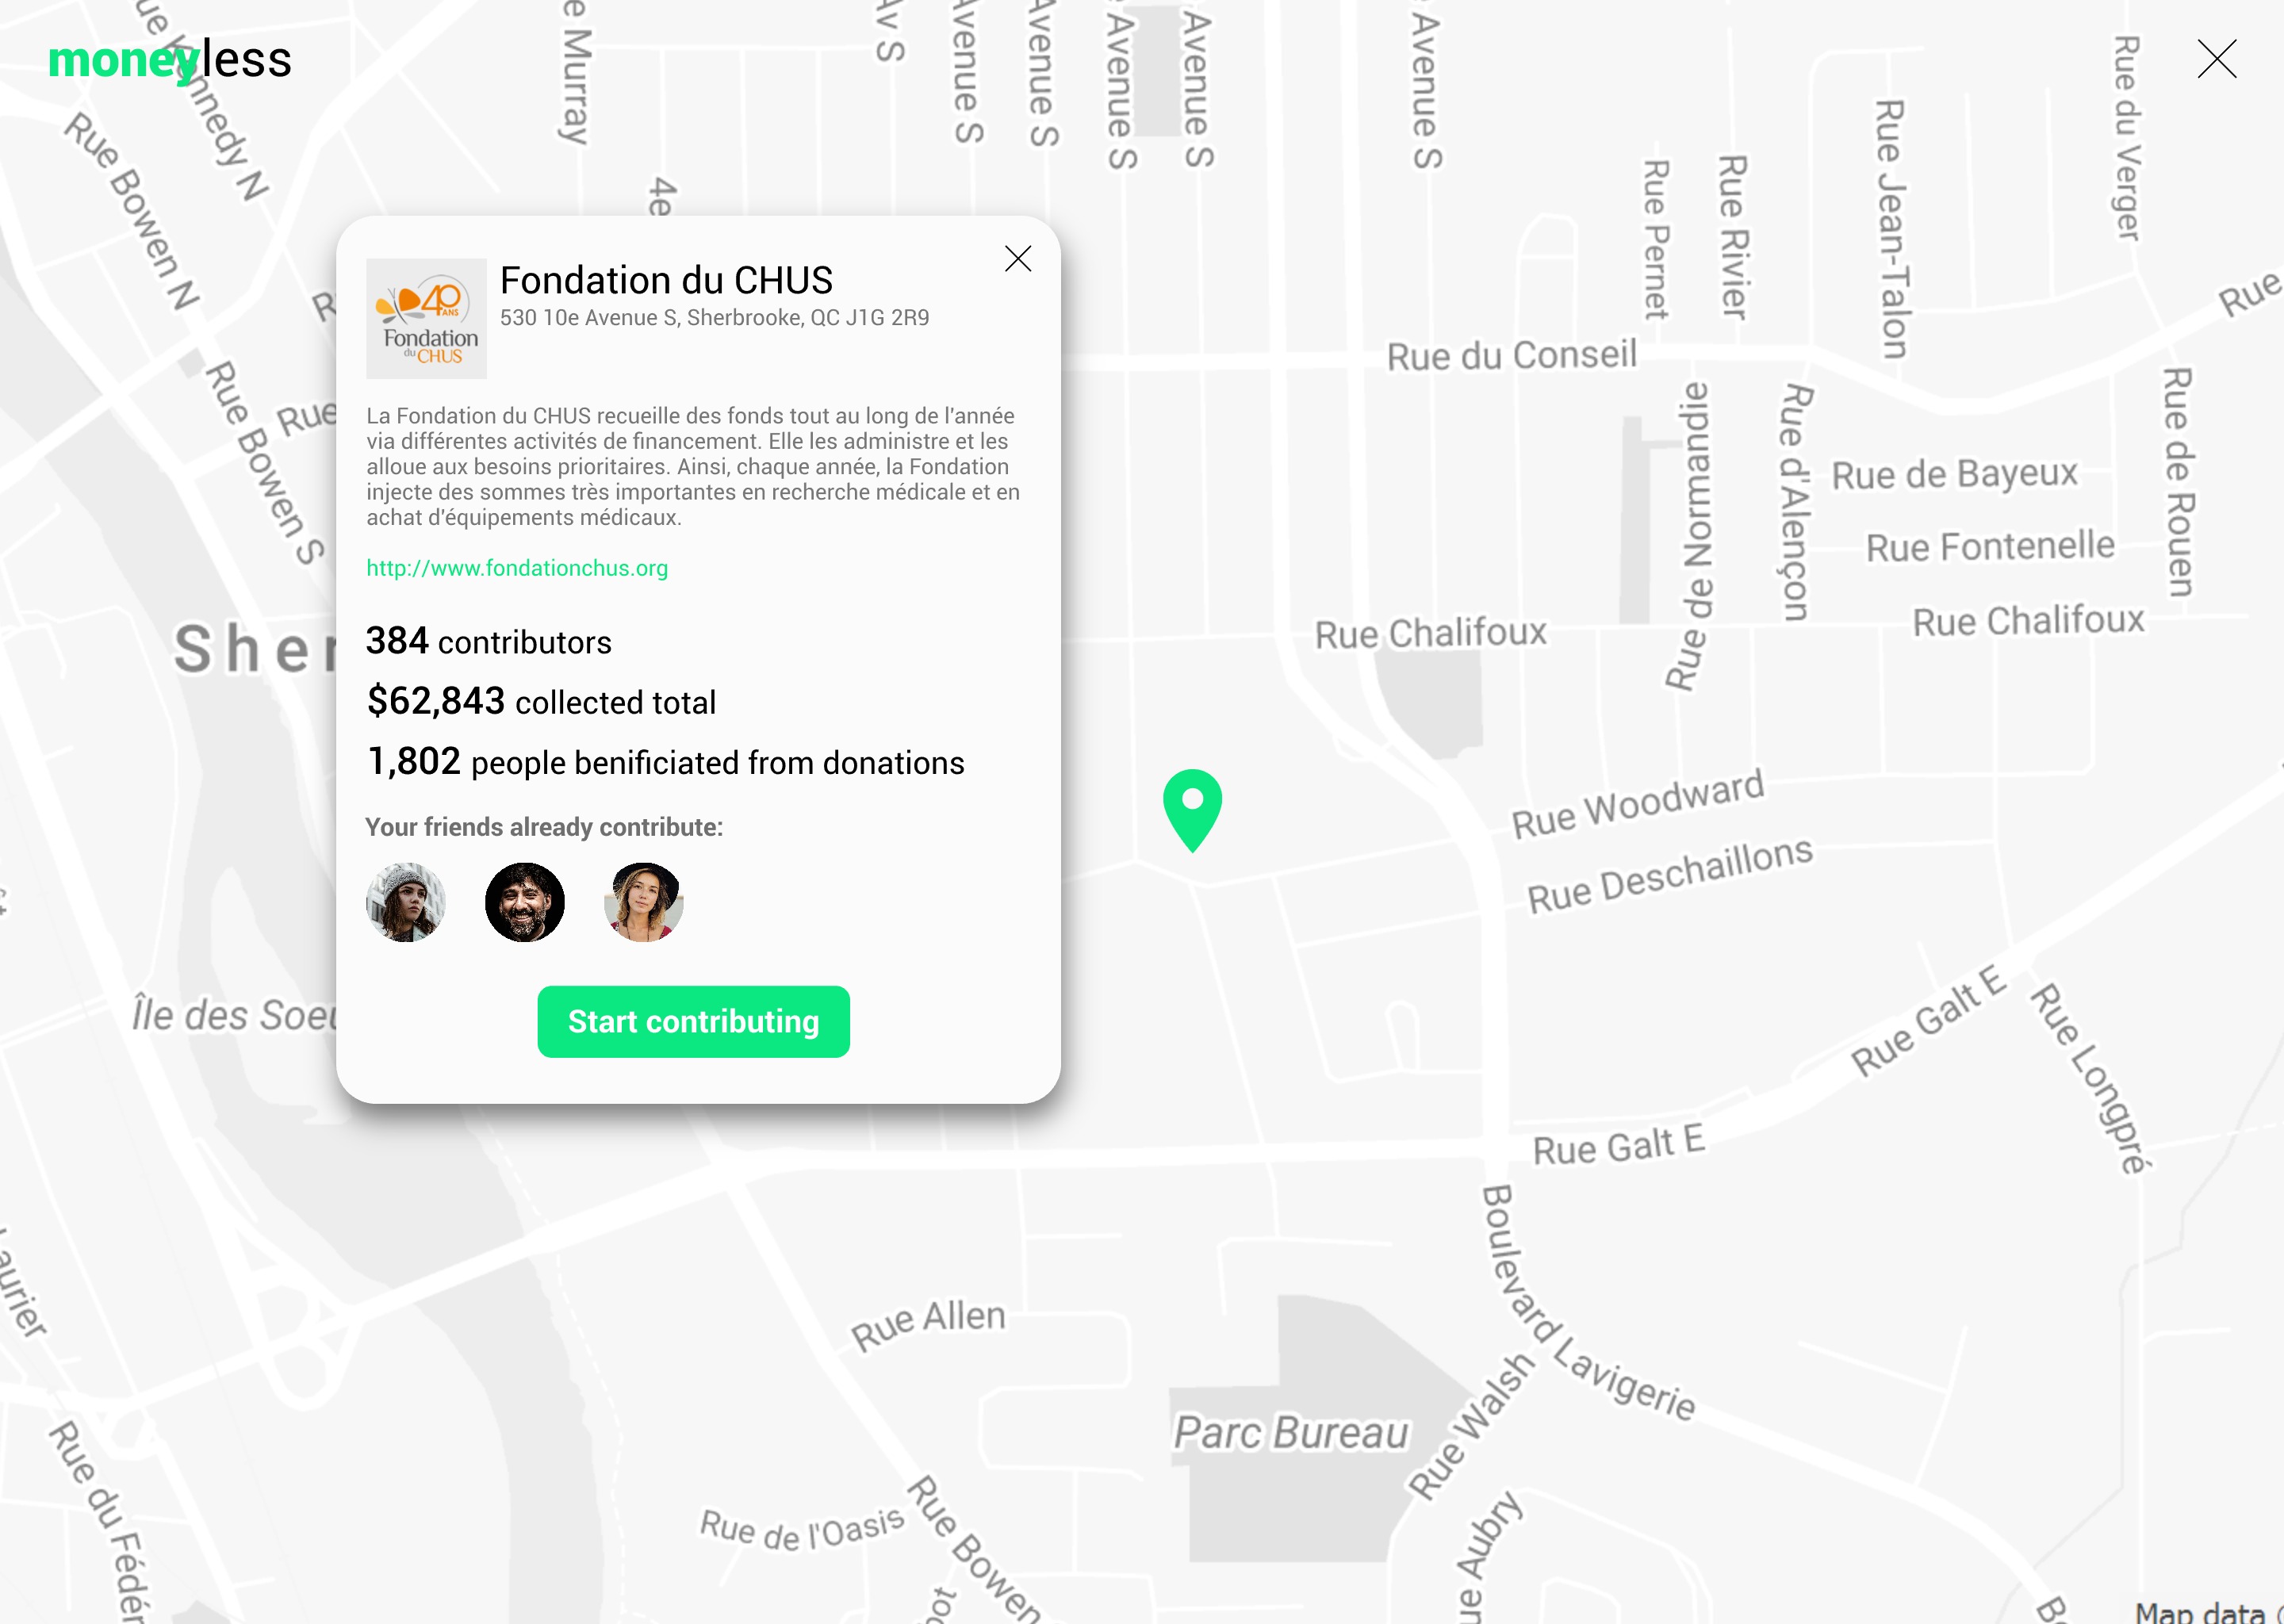 moneyless
Rue Bowen N
Murray
Av S
Avenue S
Avenue S
Avenue S
Avenue S
Avenue S
4e
Rue Pernet
Rue Rivier
Rue Jean-Talon
Rue du Verger
Rue
Fondation du CHUS
530 10e Avenue S, Sherbrooke, QC J1G 2R9
40
ANS
Fondation
du CHUS
La Fondation du CHUS recueille des fonds tout au long de l'année
via différentes activités de financement. Elle les administre et les
alloue aux besoins prioritaires. Ainsi, chaque année, la Fondation
injecte des sommes très importantes en recherche médicale et en
achat d'équipements médicaux.
http://www.fondationchus.org
384 contributors
$62,843 collected total
1,802 people benificiated from donations
Your friends already contribute:
Start contributing
Rue
Rue Bowen S
Sher
Île des Soeu
Rue du Conseil
Rue de Normandie
Rue d'Alençon
Rue de Bayeux
Rue Fontenelle
Rue de Rouen
Rue Chalifoux
Rue Chalifoux
Rue Woodward
Rue Deschaillons
Rue Galt E
Rue Longpré
Rue Galt E
Boulevard Lavigerie
Rue Allen
Parc Bureau
Rue Walsh
Rue de l'Oasis
Rue Bowen
Aubry
aurier
Rue du Fédér
Map data